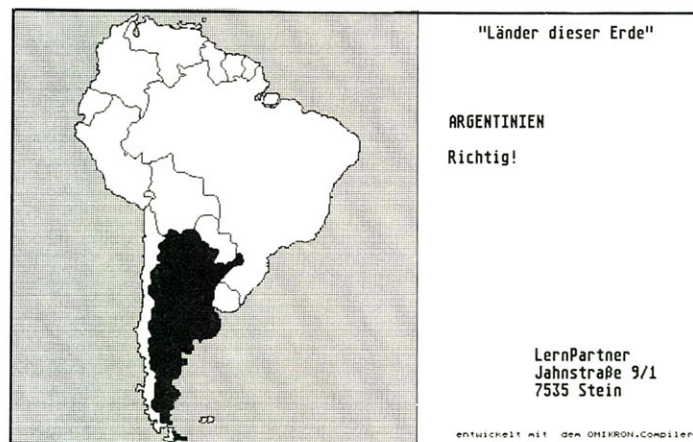 "Länder dieser Erde"
ARGENTINIEN
Richtig!
LernPartner
Jahnstraße 9/1
7535 Stein
entwickelt mit dem OMIKRON.Compiler